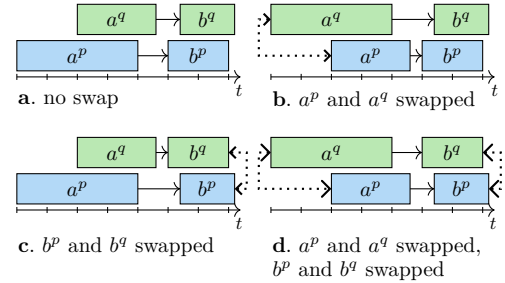 a^q b^q
a^p b^p
t
a. no swap
a^q b^q
a^p b^p
t
b. a^p and a^q swapped
a^q b^q
a^p b^p
t
c. b^p and b^q swapped
a^q b^q
a^p b^p
t
d. a^p and a^q swapped,
b^p and b^q swapped